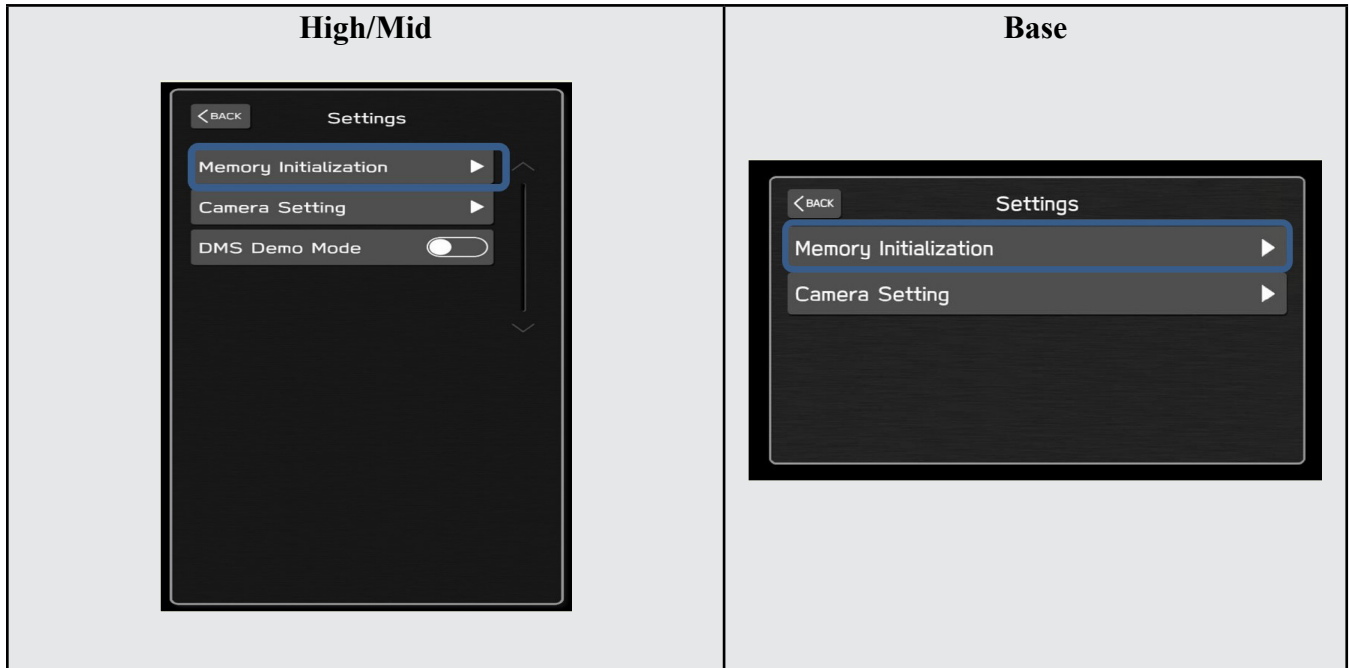 High/Mid
Base
< BACK
Settings
Memory Initialization
Camera Setting
DMS Demo Mode
< BACK
Settings
Memory Initialization
Camera Setting